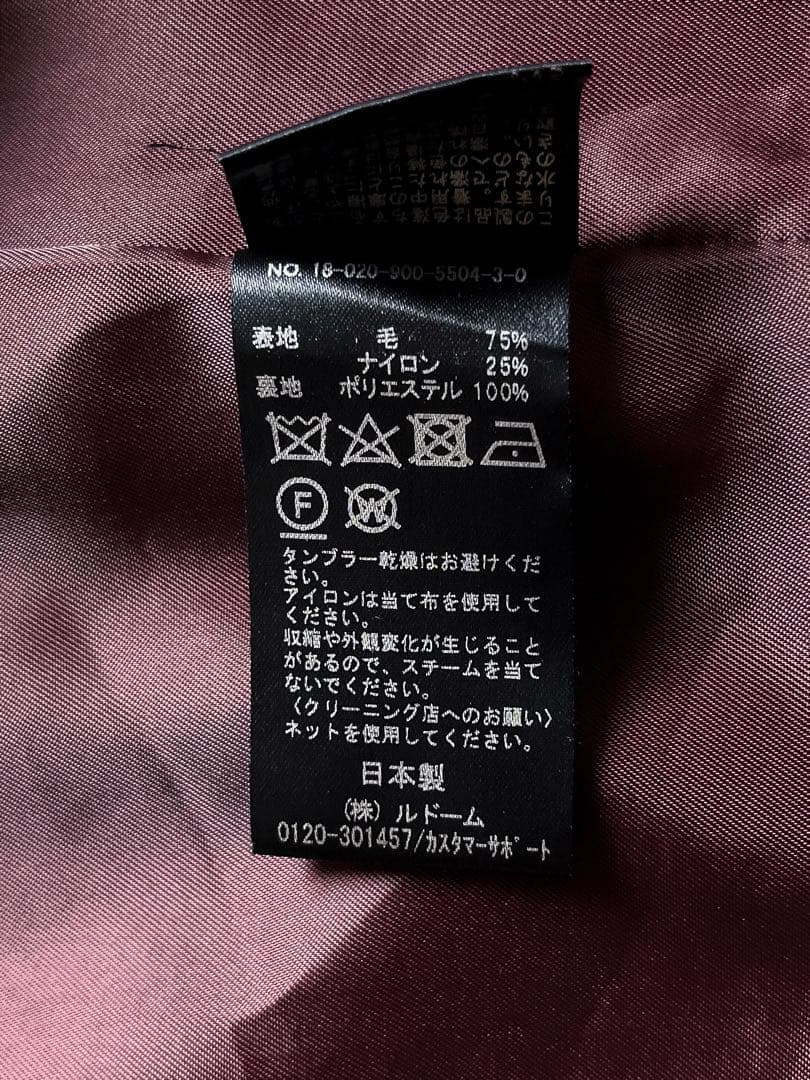 NO. 18-020-900-5504-3-0
表地 毛 75%
ナイロン 25%
裏地 ポリエステル 100%
F W
タンブラー乾燥はお避けくだ
さい。
アイロンは当て布を使用して
ください。
収縮や外観変化が生じること
があるので、スチームを当て
ないでください。
〈クリーニング店へのお願い〉
ネットを使用してください。
日本製
(株) ルドーム
0120-301457/カスタマーサポート